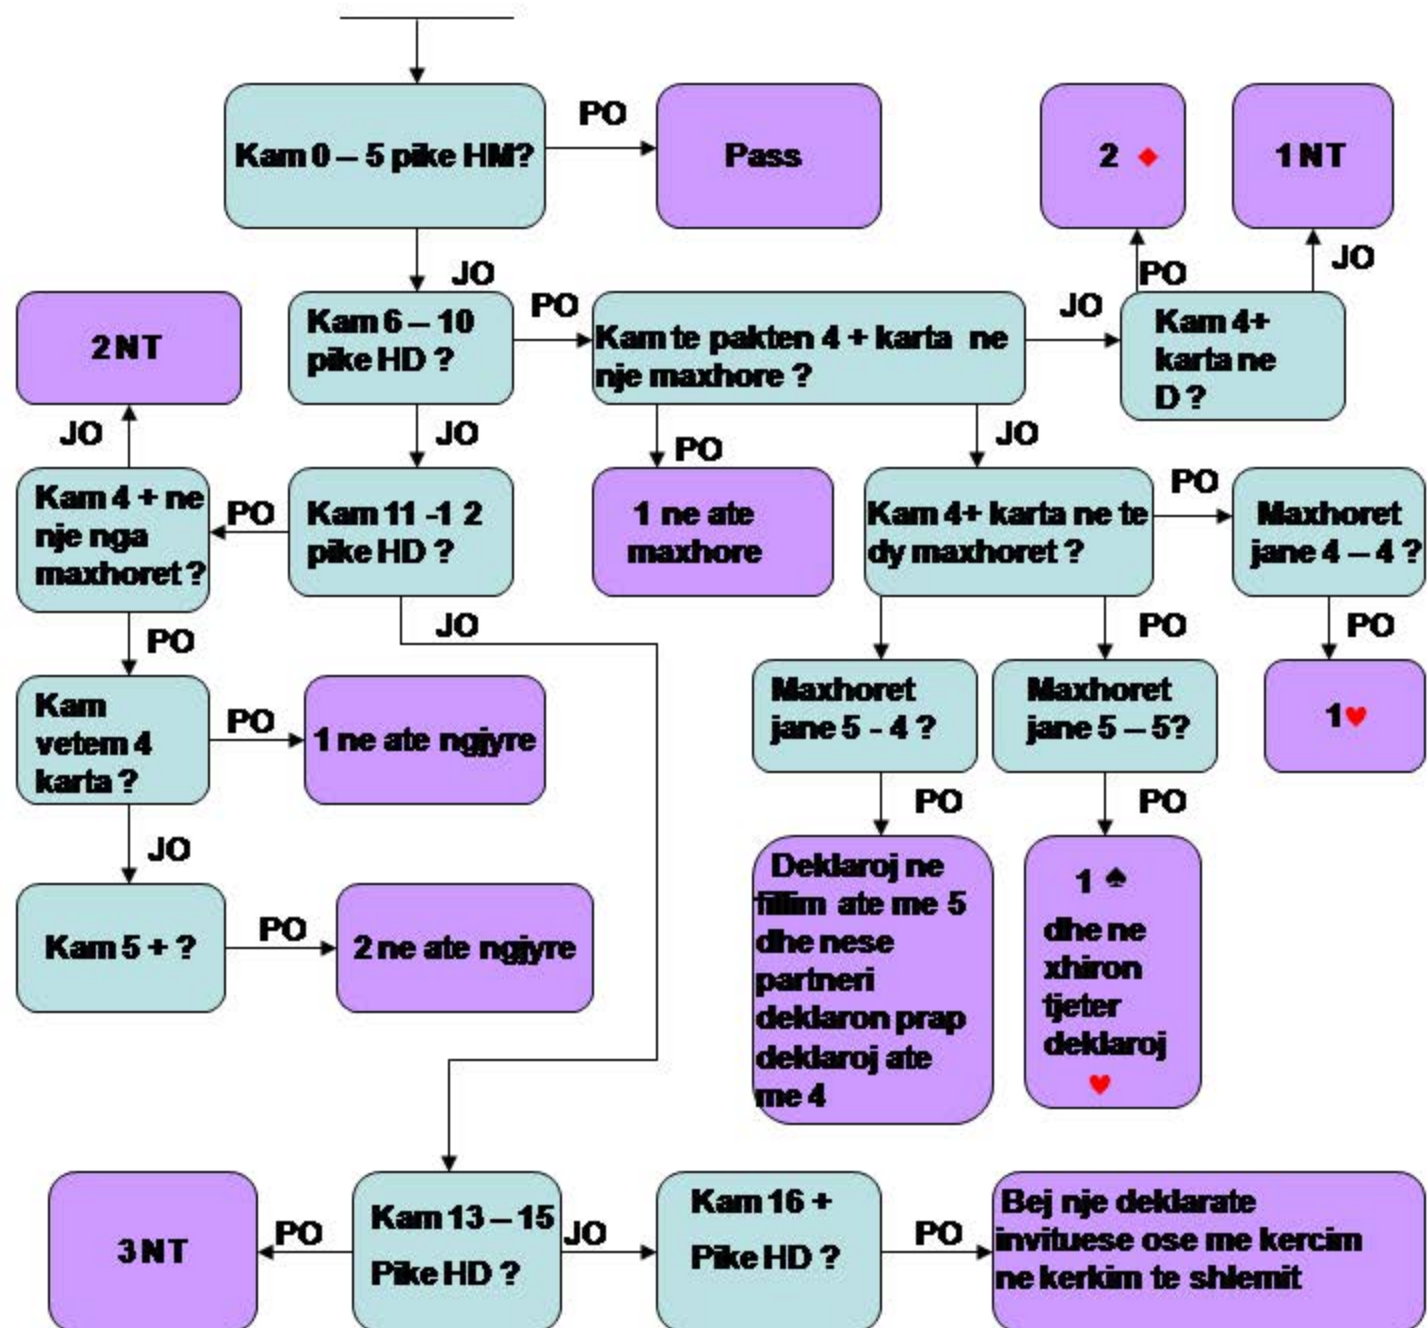 Kam 0 – 5 pike HM?
PO
Pass
2 ♦
1 NT
JO
PO
JO
2 NT
Kam 6 – 10
pike HD ?
PO
Kam te pakten 4 + karta ne
nje maxhore ?
JO
Kam 4+
karta ne
D ?
JO
JO
PO
JO
Kam 4 + ne
nje nga
maxhoret ?
PO
Kam 11 -1 2
pike HD ?
1 ne ate
maxhore
Kam 4+ karta ne te
dy maxhoret ?
PO
Maxhoret
jane 4 – 4 ?
PO
JO
PO
PO
Kam
vetem 4
karta ?
PO
1 ne ate ngjyre
Maxhoret
jane 5 - 4 ?
Maxhoret
jane 5 – 5?
1♥
JO
PO
PO
Kam 5 + ?
PO
2 ne ate ngjyre
Deklaroj ne
fillim ate me 5
dhe nese
partneri
deklaron prap
deklaroj ate
me 4
1 ♠
dhe ne
xhiron
tjeter
deklaroj
♥
3 NT
PO
Kam 13 – 15
Pike HD ?
JO
Kam 16 +
Pike HD ?
PO
Bej nje deklarate
invituese ose me kercim
ne kerkim te shlemit